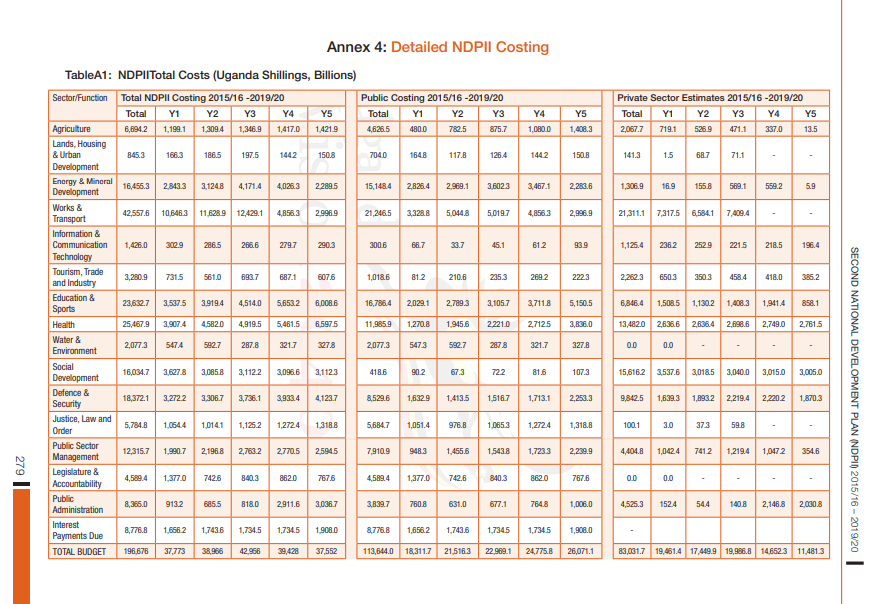 Annex 4: Detailed NDPII Costing
TableA1: NDPIITotal Costs (Uganda Shillings, Billions)
Sector/Function Total NDPII Costing 2015/16 -2019/20 Public Costing 2015/16 -2019/20 Private Sector Estimates 2015/16 -2019/20
Total Y1 Y2 Y3 Y4 Y5 Total Y1 Y2 Y3 Y4 Y5 Total Y1 Y2 Y3 Y4 Y5
Agriculture 6,694.2 1,199.1 1,309.4 1,346.9 1,417.0 1,421.9 4,626.5 480.0 782.5 875.7 1,080.0 1,408.3 2,067.7 719.1 526.9 471.1 337.0 13.5
Lands, Housing
& Urban
Development
845.3 166.3 186.5 197.5 144.2 150.8 704.0 164.8 117.8 126.4 144.2 150.8 141.3 1.5 68.7 71.1 - -
Energy & Mineral
Development
16,455.3 2,843.3 3,124.8 4,171.4 4,026.3 2,289.5 15,148.4 2,826.4 2,969.1 3,602.3 3,467.1 2,283.6 1,306.9 16.9 155.8 569.1 559.2 5.9
Works &
Transport
42,557.6 10,646.3 11,628.9 12,429.1 4,856.3 2,996.9 21,246.5 3,328.8 5,044.8 5,019.7 4,856.3 2,996.9 21,311.1 7,317.5 6,584.1 7,409.4 - -
Information &
Communication
Technology
1,426.0 302.9 286.5 266.6 279.7 290.3 300.6 66.7 33.7 45.1 61.2 93.9 1,125.4 236.2 252.9 221.5 218.5 196.4
Tourism, Trade
and Industry
3,280.9 731.5 561.0 693.7 687.1 607.6 1,018.6 81.2 210.6 235.3 269.2 222.3 2,262.3 650.3 350.3 458.4 418.0 385.2
Education &
Sports
23,632.7 3,537.5 3,919.4 4,514.0 5,653.2 6,008.6 16,786.4 2,029.1 2,789.3 3,105.7 3,711.8 5,150.5 6,846.4 1,508.5 1,130.2 1,408.3 1,941.4 858.1
Health 25,467.9 3,907.4 4,582.0 4,919.5 5,461.5 6,597.5 11,985.9 1,270.8 1,945.6 2,221.0 2,712.5 3,836.0 13,482.0 2,636.6 2,636.4 2,698.6 2,749.0 2,761.5
Water &
Environment
2,077.3 547.4 592.7 287.8 321.7 327.8 2,077.3 547.3 592.7 287.8 321.7 327.8 0.0 0.0 - - - -
Social
Development
16,034.7 3,627.8 3,085.8 3,112.2 3,096.6 3,112.3 418.6 90.2 67.3 72.2 81.6 107.3 15,616.2 3,537.6 3,018.5 3,040.0 3,015.0 3,005.0
Defence &
Security
18,372.1 3,272.2 3,306.7 3,736.1 3,933.4 4,123.7 8,529.6 1,632.9 1,413.5 1,516.7 1,713.1 2,253.3 9,842.5 1,639.3 1,893.2 2,219.4 2,220.2 1,870.3
Justice, Law and
Order
5,784.8 1,054.4 1,014.1 1,125.2 1,272.4 1,318.8 5,684.7 1,051.4 976.8 1,065.3 1,272.4 1,318.8 100.1 3.0 37.3 59.8 - -
Public Sector
Management
12,315.7 1,990.7 2,196.8 2,763.2 2,770.5 2,594.5 7,910.9 948.3 1,455.6 1,543.8 1,723.3 2,239.9 4,404.8 1,042.4 741.2 1,219.4 1,047.2 354.6
Legislature &
Accountability
4,589.4 1,377.0 742.6 840.3 862.0 767.6 4,589.4 1,377.0 742.6 840.3 862.0 767.6 0.0 0.0 - - - -
Public
Administration
8,365.0 913.2 685.5 818.0 2,911.6 3,036.7 3,839.7 760.8 631.0 677.1 764.8 1,006.0 4,525.3 152.4 54.4 140.8 2,146.8 2,030.8
Interest
Payments Due
8,776.8 1,656.2 1,743.6 1,734.5 1,734.5 1,908.0 8,776.8 1,656.2 1,743.6 1,734.5 1,734.5 1,908.0 -
TOTAL BUDGET 196,676 37,773 38,966 42,956 39,428 37,552 113,644.0 18,311.7 21,516.3 22,969.1 24,775.8 26,071.1 83,031.7 19,461.4 17,449.9 19,986.8 14,652.3 11,481.3
SECOND NATIONAL DEVELOPMENT PLAN (NDPII) 2015/16 – 2019/20
279